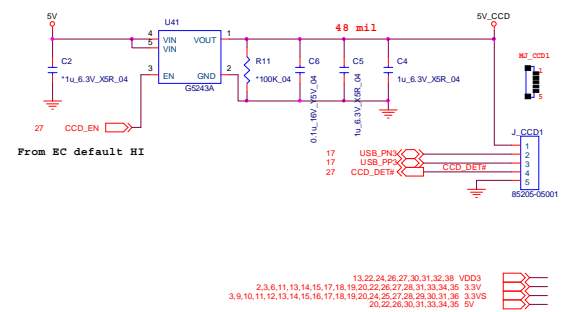 5V
U41
48 mil
5V_CCD
4 VIN VOUT 1
5 VIN
C2
*1u_6.3V_X5R_04
3 EN GND 2
G5243A
R11
*100K_04
C6
0.1u_16V_Y5V_04
C5
1u_6.3V_X5R_04
C4
1u_6.3V_X5R_04
MJ_CCD1
1
5
27 CCD_EN
From EC default HI
J_CCD1
17 USB_PN3
17 USB_PP3
27 CCD_DET#
CCD_DET#
1
2
3
4
5
85205-05001
13,22,24,26,27,30,31,32,38 VDD3
2,3,6,11,13,14,15,17,18,19,20,22,26,27,28,31,33,34,35 3.3V
3,9,10,11,12,13,14,15,16,17,18,19,20,24,25,27,28,29,30,31,36 3.3VS
20,22,26,30,31,33,34,35 5V